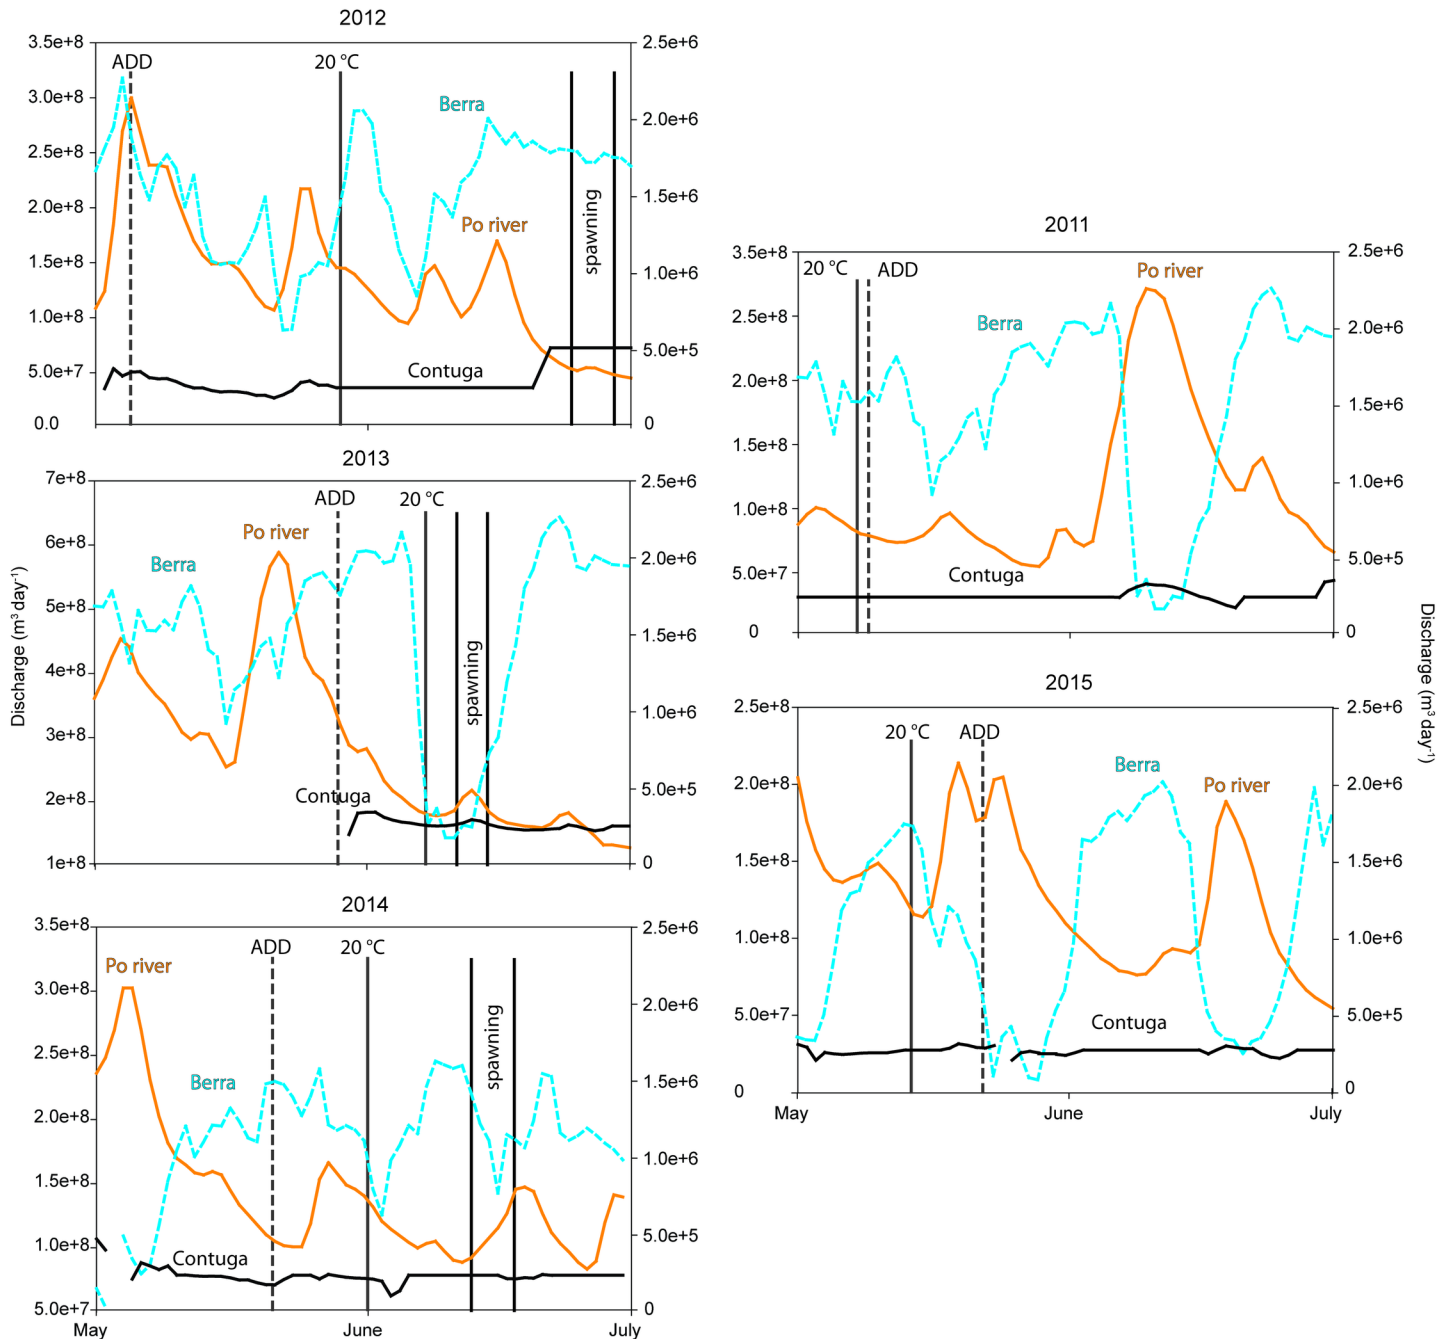 2012
3.5e+8
3.0e+8
2.5e+8
2.0e+8
1.5e+8
1.0e+8
5.0e+7
0.0
ADD
20 °C
Berra
Po river
spawning
Contuga
2.5e+6
2.0e+6
1.5e+6
1.0e+6
5.0e+5
0
2013
7e+8
6e+8
5e+8
4e+8
3e+8
2e+8
1e+8
Discharge (m³ day⁻¹)
ADD
20 °C
Po river
Berra
spawning
Contuga
2.5e+6
2.0e+6
1.5e+6
1.0e+6
5.0e+5
0
2014
3.5e+8
3.0e+8
2.5e+8
2.0e+8
1.5e+8
1.0e+8
5.0e+7
ADD
20 °C
Po river
Berra
spawning
Contuga
2.5e+6
2.0e+6
1.5e+6
1.0e+6
5.0e+5
0
May
June
July
2011
3.5e+8
2.5e+8
2.0e+8
1.5e+8
1.0e+8
5.0e+7
0
20 °C
ADD
Po river
Berra
Contuga
2.5e+6
2.0e+6
1.5e+6
1.0e+6
5.0e+5
0
Discharge (m³ day⁻¹)
2015
2.5e+8
2.0e+8
1.5e+8
1.0e+8
5.0e+7
0
20 °C
ADD
Berra
Po river
Contuga
2.5e+6
2.0e+6
1.5e+6
1.0e+6
5.0e+5
0
May
June
July